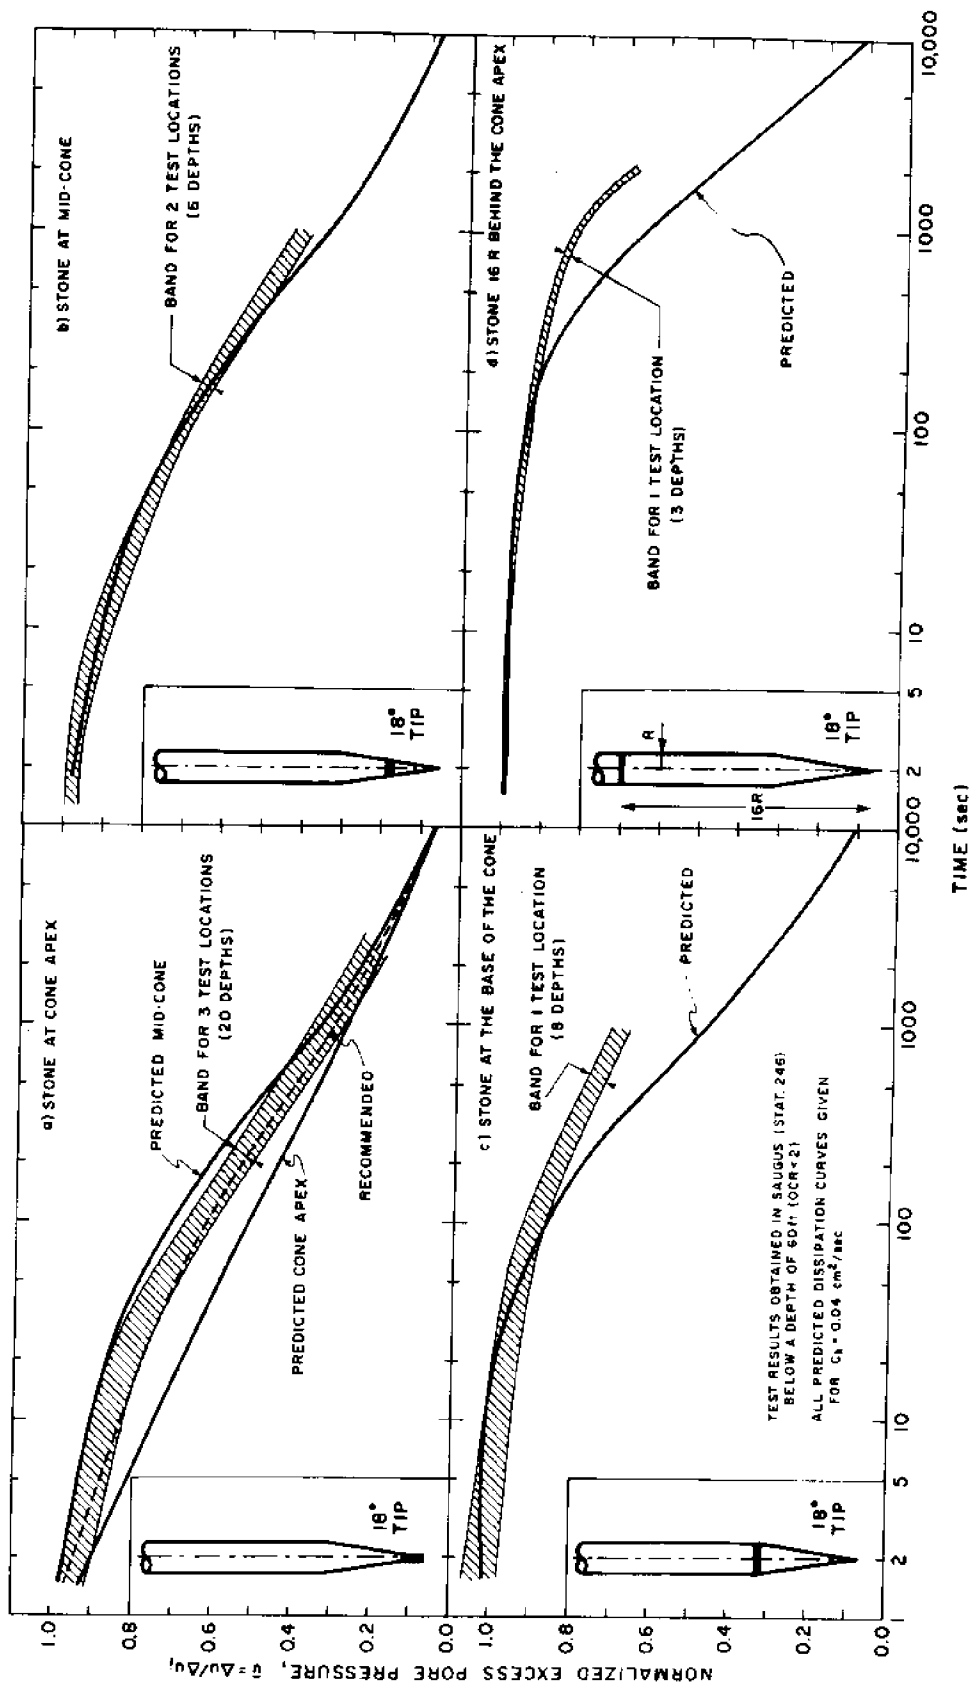 a) STONE AT CONE APEX
PREDICTED MID-CONE
BAND FOR 3 TEST LOCATIONS
(20 DEPTHS)
RECOMMENDED
PREDICTED CONE APEX
18°
TIP
b) STONE AT MID-CONE
BAND FOR 2 TEST LOCATIONS
(6 DEPTHS)
18°
TIP
c) STONE AT THE BASE OF THE CONE
BAND FOR 1 TEST LOCATION
(8 DEPTHS)
PREDICTED
TEST RESULTS OBTAINED IN SAUGUS (STAT. 246)
BELOW A DEPTH OF 60 ft (OCR<2)
ALL PREDICTED DISSIPATION CURVES GIVEN
FOR Ch = 0.04 cm²/sec
18°
TIP
d) STONE 16 R BEHIND THE CONE APEX
BAND FOR 1 TEST LOCATION
(3 DEPTHS)
PREDICTED
R
16R
18°
TIP
NORMALIZED EXCESS PORE PRESSURE, ū=Δu/Δui
1.0
0.8
0.6
0.4
0.2
0.0
1.0
0.8
0.6
0.4
0.2
0.0
2 5 10 100 1000 10,000
2 5 10 100 1000 10,000
TIME (sec)